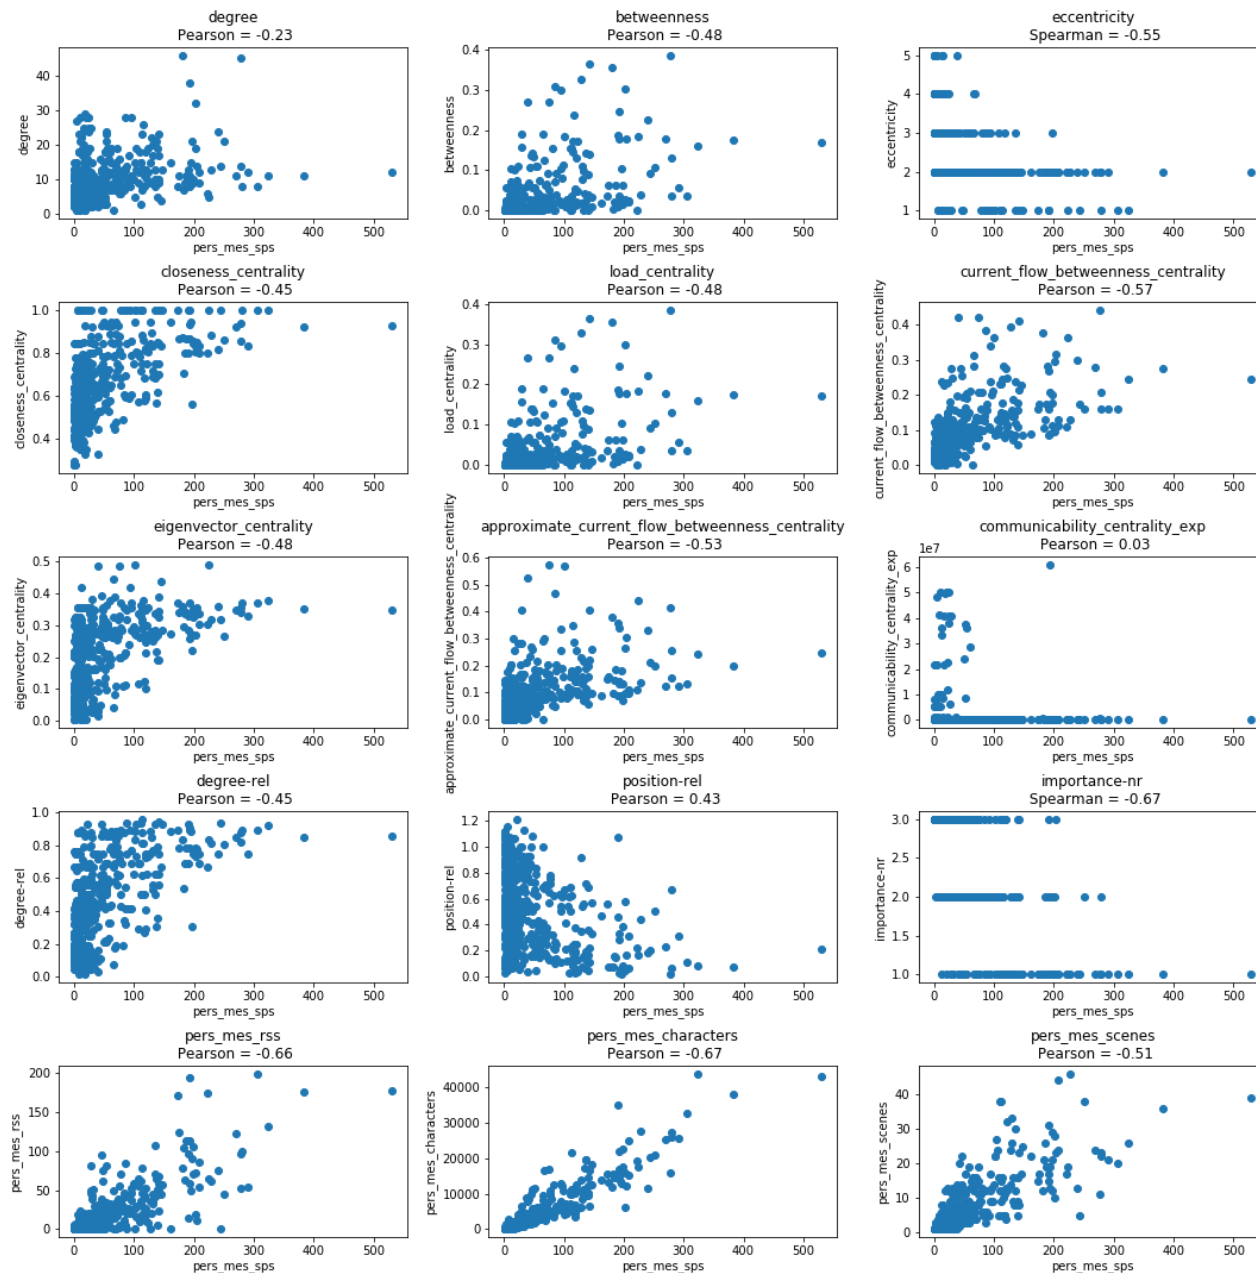 degree
Pearson = -0.23
degree
40
30
20
10
0
0 100 200 300 400 500
pers_mes_sps
betweenness
Pearson = -0.48
betweenness
0.4
0.3
0.2
0.1
0.0
0 100 200 300 400 500
pers_mes_sps
eccentricity
Spearman = -0.55
eccentricity
5
4
3
2
1
0 100 200 300 400 500
pers_mes_sps
closeness_centrality
Pearson = -0.45
closeness_centrality
1.0
0.8
0.6
0.4
0 100 200 300 400 500
pers_mes_sps
load_centrality
Pearson = -0.48
load_centrality
0.4
0.3
0.2
0.1
0.0
0 100 200 300 400 500
pers_mes_sps
current_flow_betweenness_centrality
Pearson = -0.57
current_flow_betweenness_centrality
0.4
0.3
0.2
0.1
0.0
0 100 200 300 400 500
pers_mes_sps
eigenvector_centrality
Pearson = -0.48
eigenvector_centrality
0.5
0.4
0.3
0.2
0.1
0.0
0 100 200 300 400 500
pers_mes_sps
approximate_current_flow_betweenness_centrality
Pearson = -0.53
approximate_current_flow_betweenness_centrality
0.6
0.5
0.4
0.3
0.2
0.1
0.0
0 100 200 300 400 500
pers_mes_sps
communicability_centrality_exp
Pearson = 0.03
1e7
communicability_centrality_exp
6
5
4
3
2
1
0
0 100 200 300 400 500
pers_mes_sps
degree-rel
Pearson = -0.45
degree-rel
1.0
0.8
0.6
0.4
0.2
0.0
0 100 200 300 400 500
pers_mes_sps
position-rel
Pearson = 0.43
position-rel
1.2
1.0
0.8
0.6
0.4
0.2
0.0
0 100 200 300 400 500
pers_mes_sps
importance-nr
Spearman = -0.67
importance-nr
3.0
2.5
2.0
1.5
1.0
0 100 200 300 400 500
pers_mes_sps
pers_mes_rss
Pearson = -0.66
pers_mes_rss
200
150
100
50
0
0 100 200 300 400 500
pers_mes_sps
pers_mes_characters
Pearson = -0.67
pers_mes_characters
40000
30000
20000
10000
0
0 100 200 300 400 500
pers_mes_sps
pers_mes_scenes
Pearson = -0.51
pers_mes_scenes
40
30
20
10
0
0 100 200 300 400 500
pers_mes_sps